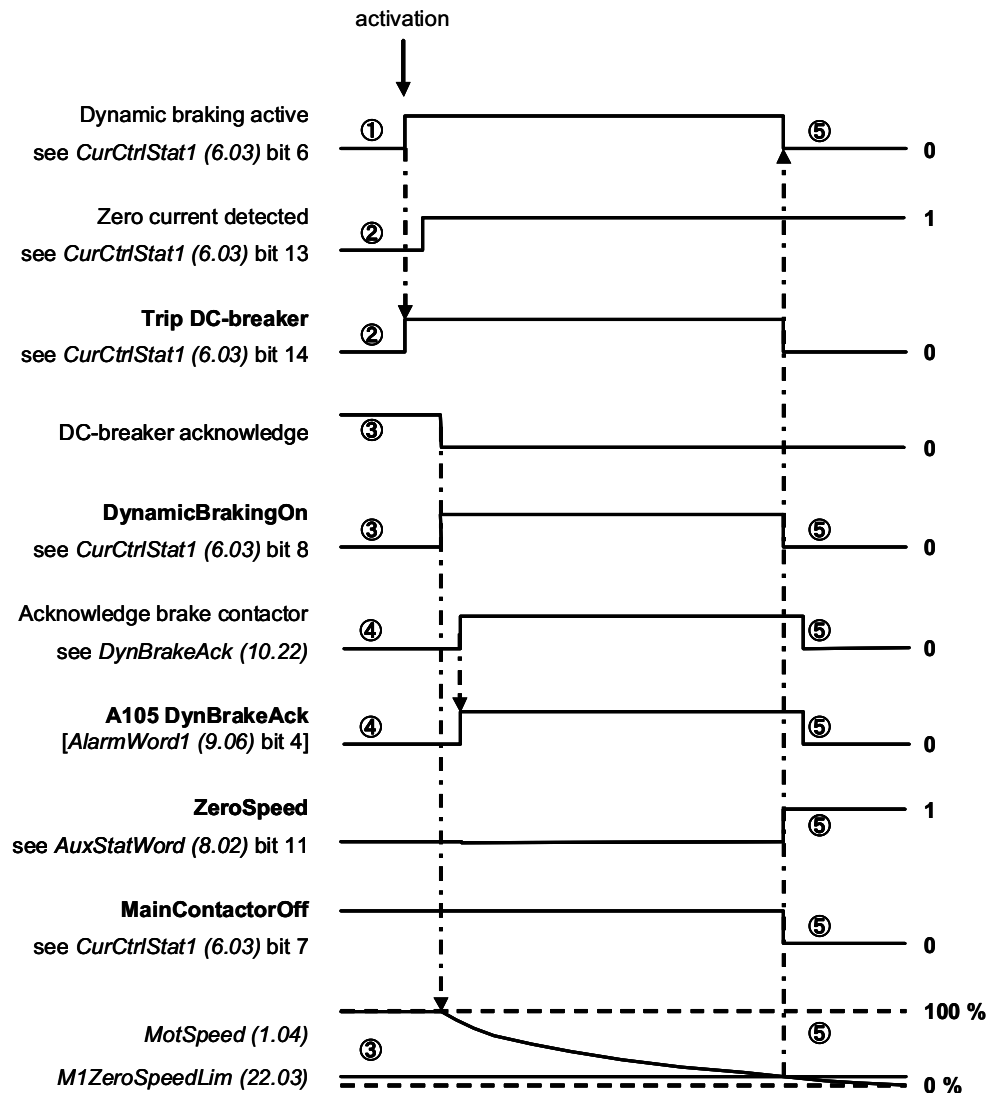 activation
Dynamic braking active
①
⑤
see CurCtrlStat1 (6.03) bit 6
0
Zero current detected
1
②
see CurCtrlStat1 (6.03) bit 13
Trip DC-breaker
②
see CurCtrlStat1 (6.03) bit 14
0
③
DC-breaker acknowledge
0
DynamicBrakingOn
③
⑤
see CurCtrlStat1 (6.03) bit 8
0
Acknowledge brake contactor
④
⑤
see DynBrakeAck (10.22)
0
A105 DynBrakeAck
④
⑤
[AlarmWord1 (9.06) bit 4]
0
ZeroSpeed
1
⑤
see AuxStatWord (8.02) bit 11
MainContactorOff
⑤
see CurCtrlStat1 (6.03) bit 7
0
100 %
MotSpeed (1.04)
③
⑤
M1ZeroSpeedLim (22.03)
0 %